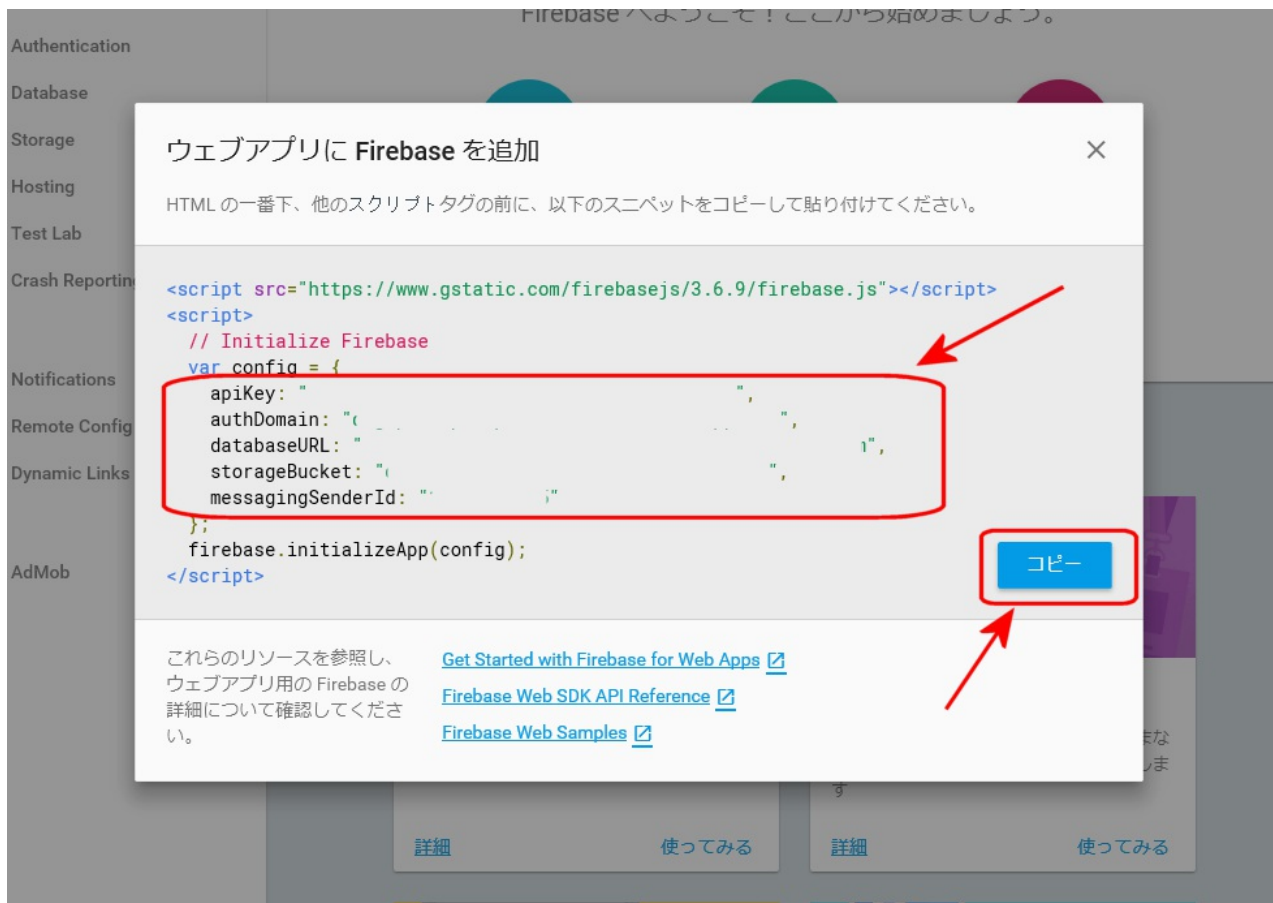 Firebase へようこそ！ここから始めましょう。
Authentication
Database
Storage
Hosting
Test Lab
Crash Reporting
Notifications
Remote Config
Dynamic Links
AdMob
ウェブアプリに Firebase を追加
HTML の一番下、他のスクリプトタグの前に、以下のスニペットをコピーして貼り付けてください。
<script src="https://www.gstatic.com/firebasejs/3.6.9/firebase.js"></script>
<script>
// Initialize Firebase
var config = {
apiKey: "",
authDomain: "",
databaseURL: "",
storageBucket: "",
messagingSenderId: ""
};
firebase.initializeApp(config);
</script>
コピー
これらのリソースを参照し、
ウェブアプリ用の Firebase の
詳細について確認してくださ
い。
Get Started with Firebase for Web Apps
Firebase Web SDK API Reference
Firebase Web Samples
まな
しま
す
詳細
使ってみる
詳細
使ってみる